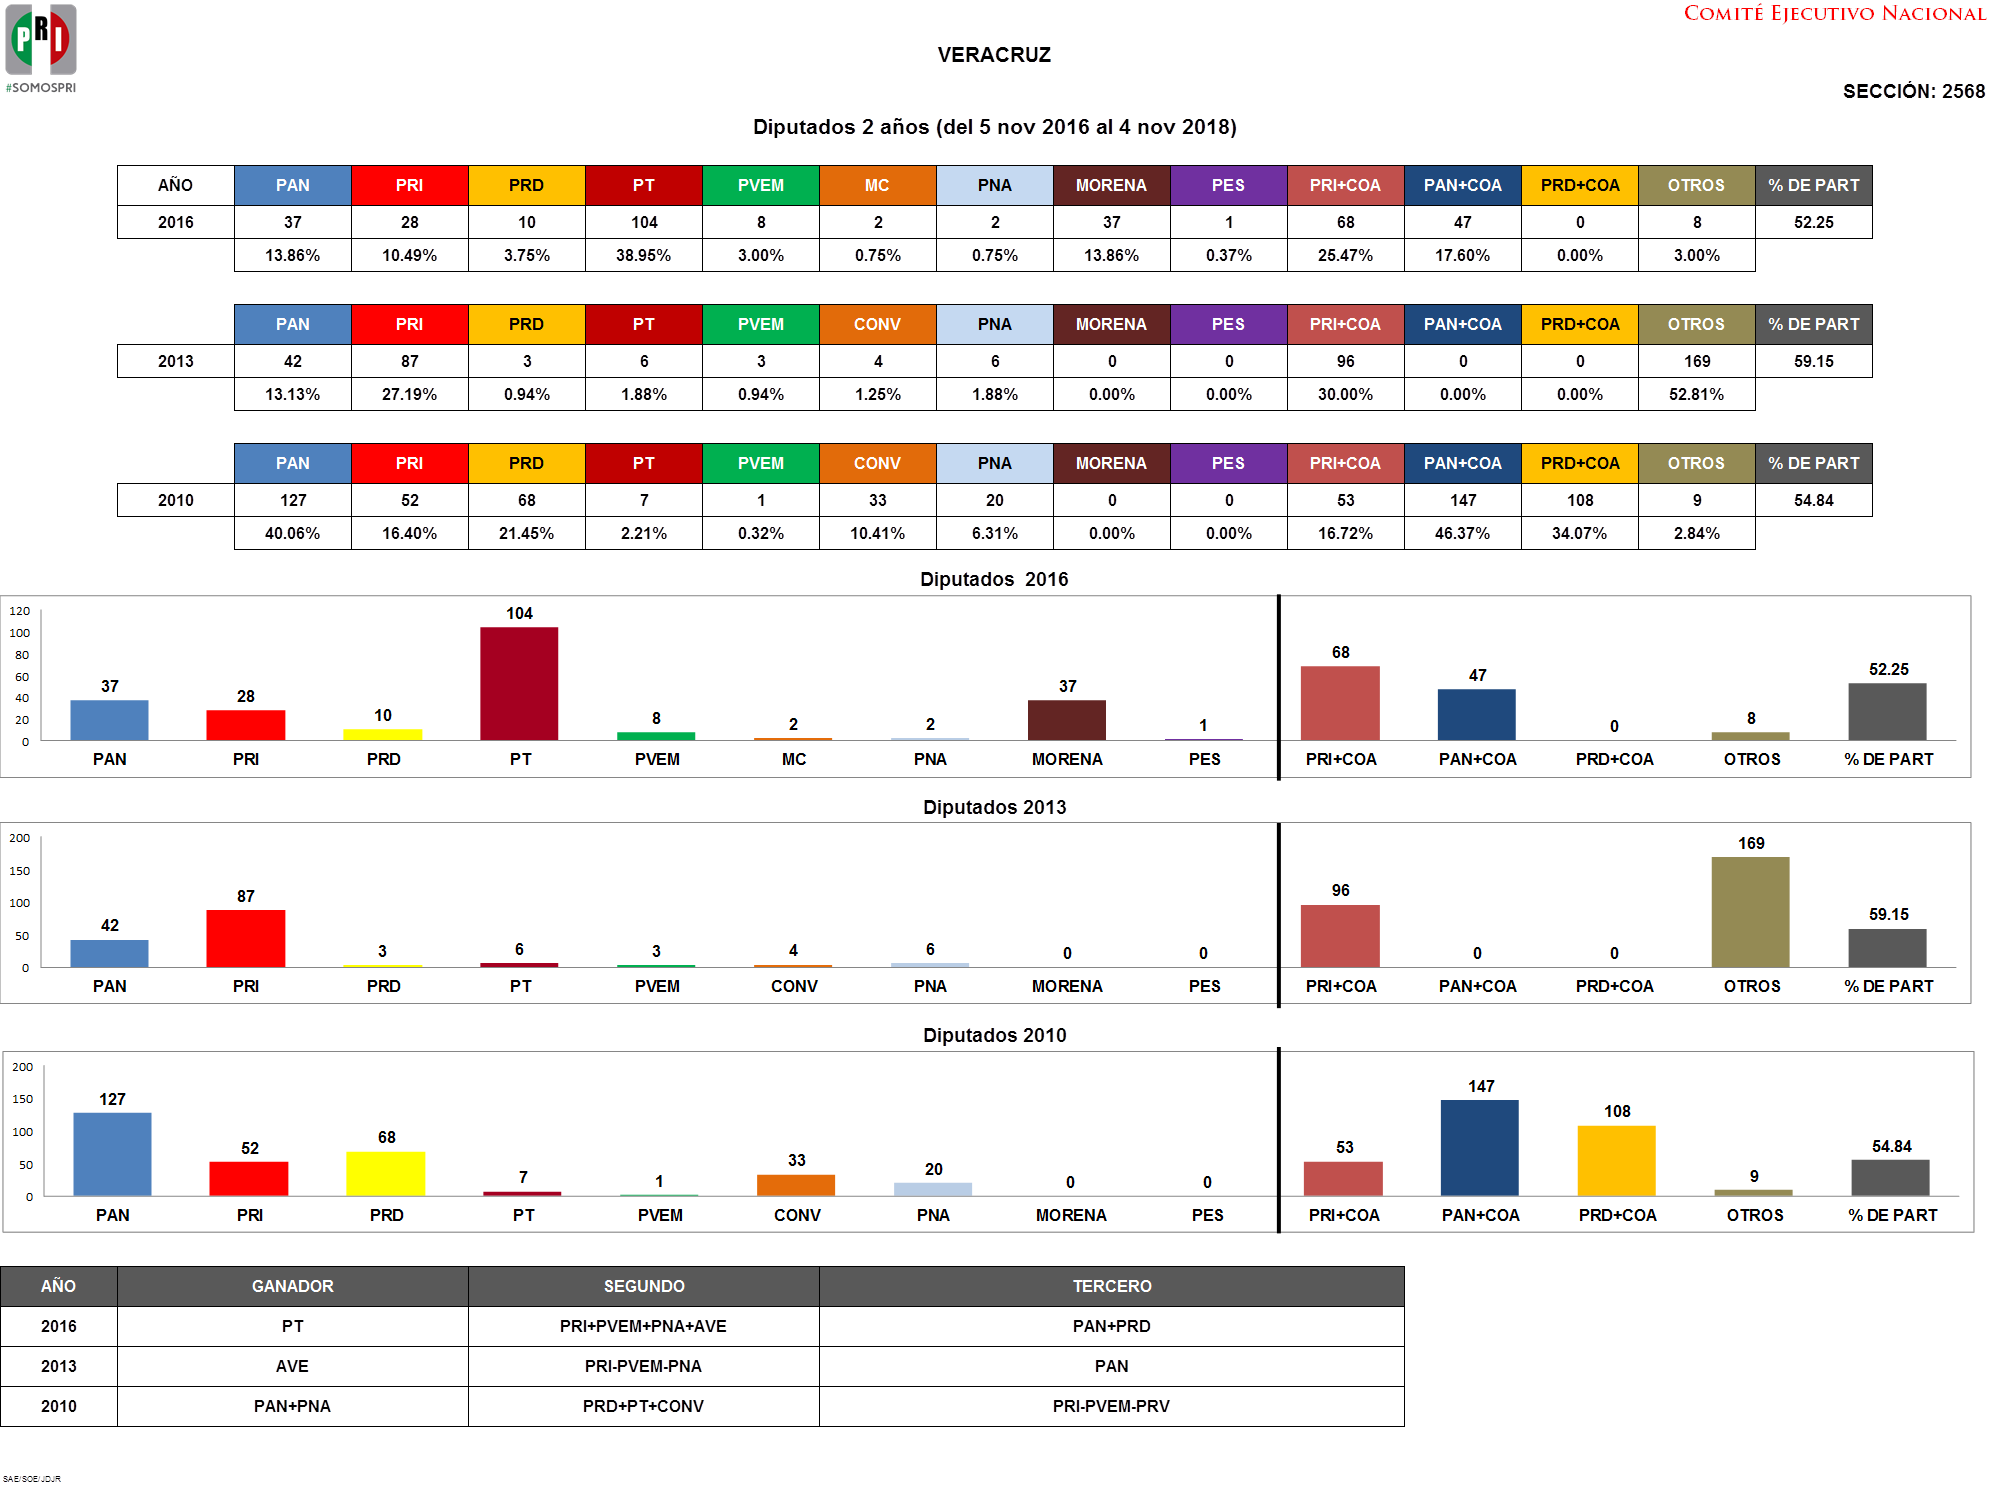 PRI
#SOMOSPRI
COMITÉ EJECUTIVO NACIONAL
VERACRUZ
SECCIÓN: 2568
Diputados 2 años (del 5 nov 2016 al 4 nov 2018)
AÑO PAN PRI PRD PT PVEM MC PNA MORENA PES PRI+COA PAN+COA PRD+COA OTROS % DE PART
2016 37 28 10 104 8 2 2 37 1 68 47 0 8 52.25
13.86% 10.49% 3.75% 38.95% 3.00% 0.75% 0.75% 13.86% 0.37% 25.47% 17.60% 0.00% 3.00%
PAN PRI PRD PT PVEM CONV PNA MORENA PES PRI+COA PAN+COA PRD+COA OTROS % DE PART
2013 42 87 3 6 3 4 6 0 0 96 0 0 169 59.15
13.13% 27.19% 0.94% 1.88% 0.94% 1.25% 1.88% 0.00% 0.00% 30.00% 0.00% 0.00% 52.81%
PAN PRI PRD PT PVEM CONV PNA MORENA PES PRI+COA PAN+COA PRD+COA OTROS % DE PART
2010 127 52 68 7 1 33 20 0 0 53 147 108 9 54.84
40.06% 16.40% 21.45% 2.21% 0.32% 10.41% 6.31% 0.00% 0.00% 16.72% 46.37% 34.07% 2.84%
Diputados 2016
120
100
80
60
40
20
0
37 28 10 104 8 2 2 37 1 68 47 0 8 52.25
PAN PRI PRD PT PVEM MC PNA MORENA PES PRI+COA PAN+COA PRD+COA OTROS % DE PART
Diputados 2013
200
150
100
50
0
42 87 3 6 3 4 6 0 0 96 0 0 169 59.15
PAN PRI PRD PT PVEM CONV PNA MORENA PES PRI+COA PAN+COA PRD+COA OTROS % DE PART
Diputados 2010
200
150
100
50
0
127 52 68 7 1 33 20 0 0 53 147 108 9 54.84
PAN PRI PRD PT PVEM CONV PNA MORENA PES PRI+COA PAN+COA PRD+COA OTROS % DE PART
AÑO GANADOR SEGUNDO TERCERO
2016 PT PRI+PVEM+PNA+AVE PAN+PRD
2013 AVE PRI-PVEM-PNA PAN
2010 PAN+PNA PRD+PT+CONV PRI-PVEM-PRV
SAE/SOE/JDJR